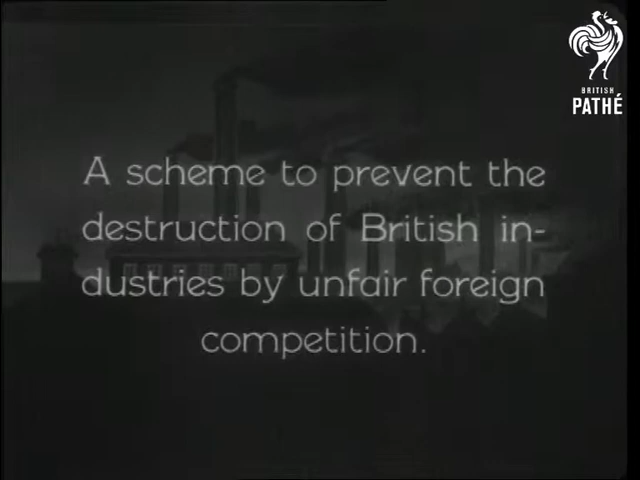 BRITISH
PATHÉ
A scheme to prevent the
destruction of British in-
dustries by unfair foreign
competition.